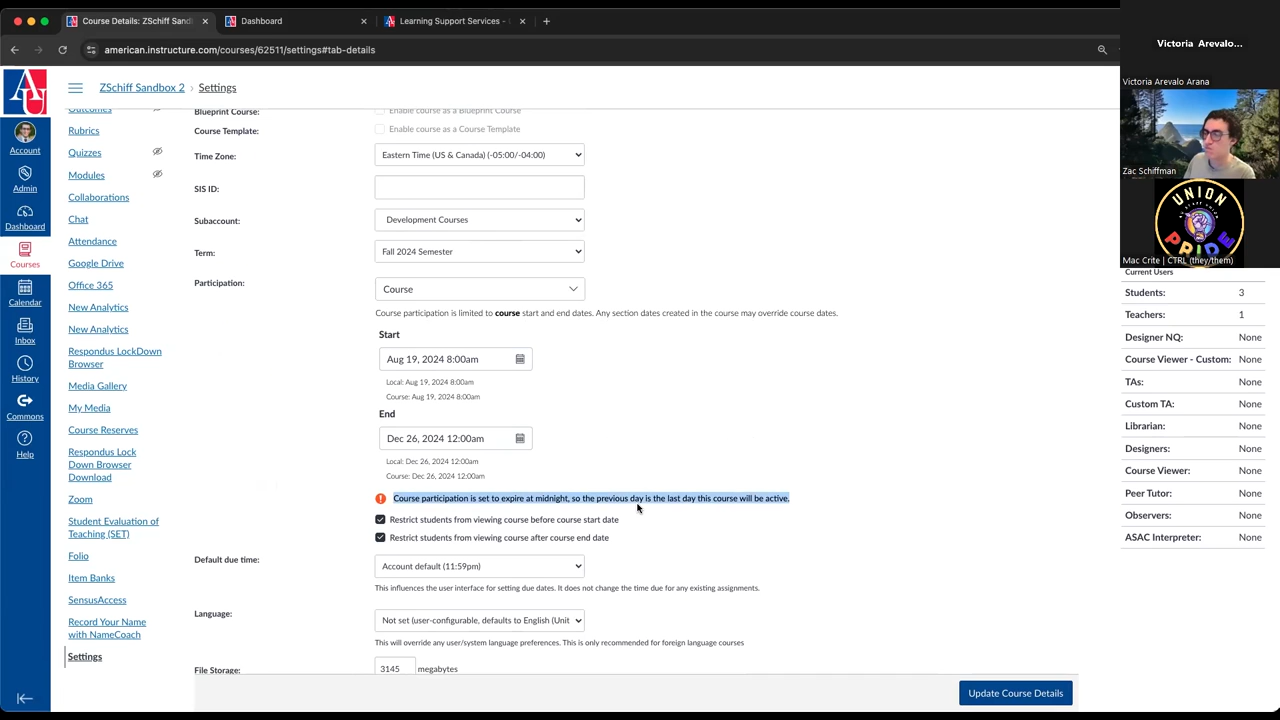 Course Details: ZSchiff Sandb
Dashboard
Learning Support Services -
american.instructure.com/courses/62511/settings#tab-details
Victoria Arevalo...
Victoria Arevalo Arana
Zac Schiffman
UNION
STAFF PRIDE
Mac Crite | CTRL (they/them)
AU
Account
Admin
Dashboard
Courses
Calendar
Inbox
History
Commons
Help
ZSchiff Sandbox 2 › Settings
Outcomes
Rubrics
Quizzes
Modules
Collaborations
Chat
Attendance
Google Drive
Office 365
New Analytics
New Analytics
Respondus LockDown
Browser
Media Gallery
My Media
Course Reserves
Respondus Lock
Down Browser
Download
Zoom
Student Evaluation of
Teaching (SET)
Folio
Item Banks
SensusAccess
Record Your Name
with NameCoach
Settings
Blueprint Course: Enable course as a Blueprint Course
Course Template: Enable course as a Course Template
Time Zone: Eastern Time (US & Canada) (-05:00/-04:00)
SIS ID:
Subaccount: Development Courses
Term: Fall 2024 Semester
Participation: Course
Course participation is limited to course start and end dates. Any section dates created in the course may override course dates.
Start
Aug 19, 2024 8:00am
Local: Aug 19, 2024 8:00am
Course: Aug 19, 2024 8:00am
End
Dec 26, 2024 12:00am
Local: Dec 26, 2024 12:00am
Course: Dec 26, 2024 12:00am
Course participation is set to expire at midnight, so the previous day is the last day this course will be active.
Restrict students from viewing course before course start date
Restrict students from viewing course after course end date
Default due time: Account default (11:59pm)
This influences the user interface for setting due dates. It does not change the time due for any existing assignments.
Language: Not set (user-configurable, defaults to English (Unit
This will override any user/system language preferences. This is only recommended for foreign language courses
File Storage: 3145 megabytes
Update Course Details
Current Users
Students: 3
Teachers: 1
Designer NQ: None
Course Viewer - Custom: None
TAs: None
Custom TA: None
Librarian: None
Designers: None
Course Viewer: None
Peer Tutor: None
Observers: None
ASAC Interpreter: None